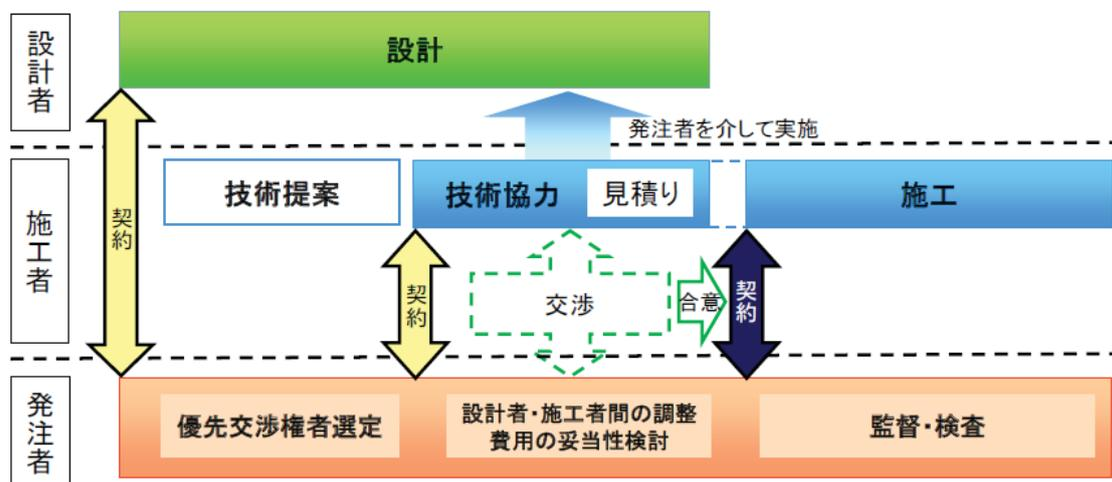 設計者
設計
発注者を介して実施
施工者
技術提案
技術協力
見積り
施工
契約
契約
交渉
合意
契約
発注者
優先交渉権者選定
設計者・施工者間の調整
費用の妥当性検討
監督・検査